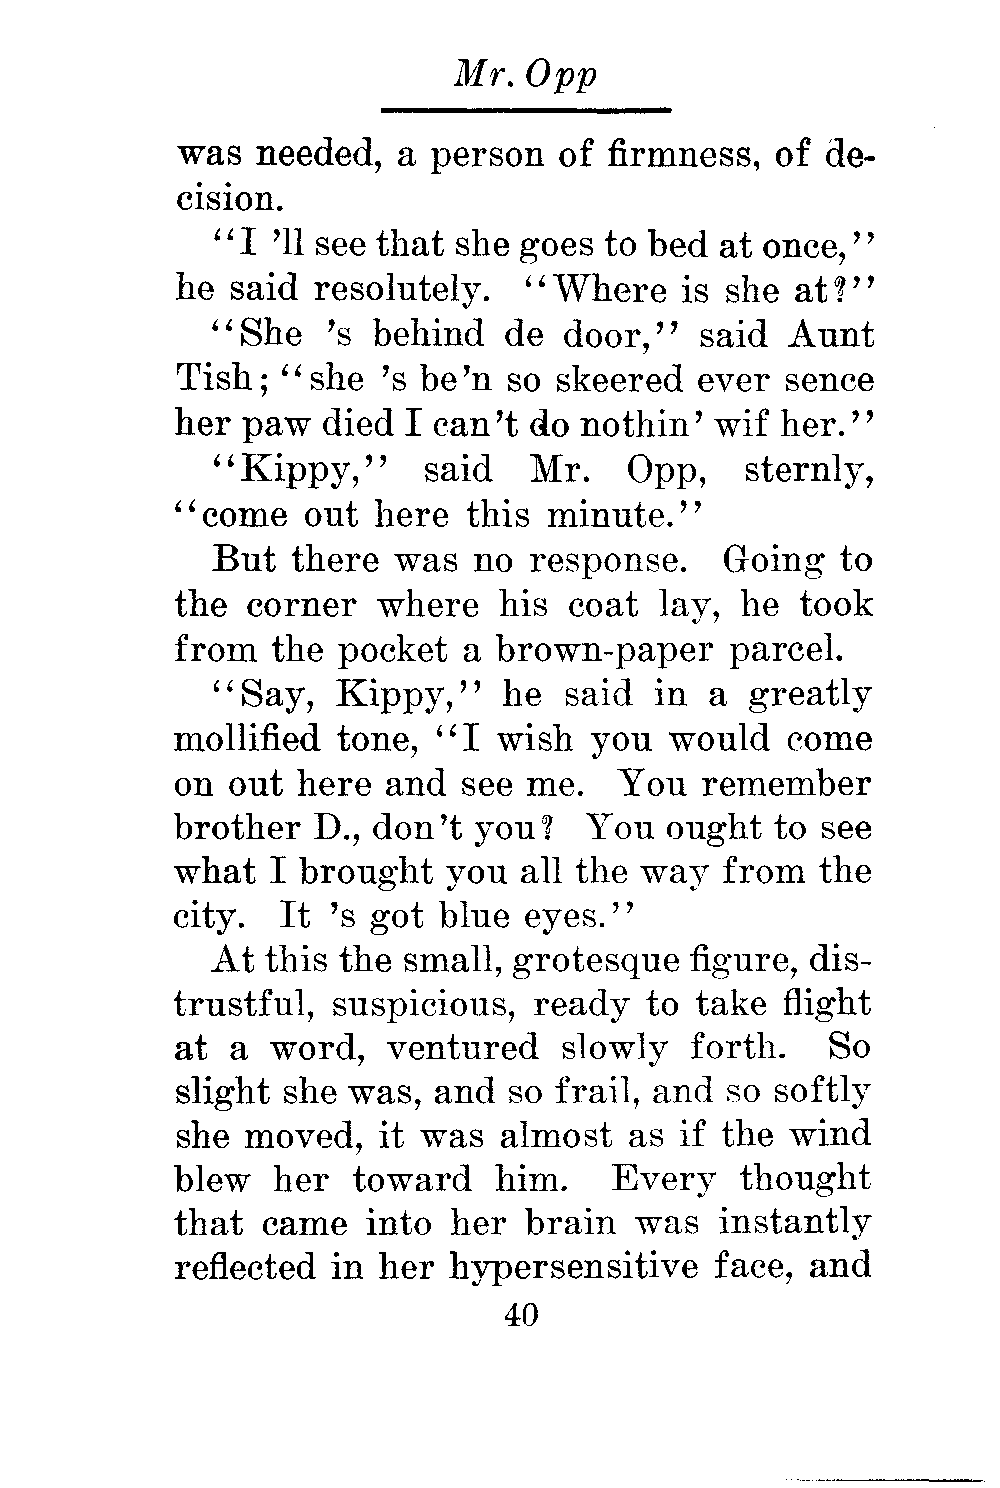 Mr. Opp
was needed, a person of firmness, of de-
cision.
"I 'll see that she goes to bed at once,"
he said resolutely. "Where is she at?"
"She 's behind de door," said Aunt
Tish; "she 's be'n so skeered ever sence
her paw died I can't do nothin' wif her."
"Kippy," said Mr. Opp, sternly,
"come out here this minute."
But there was no response. Going to
the corner where his coat lay, he took
from the pocket a brown-paper parcel.
"Say, Kippy," he said in a greatly
mollified tone, "I wish you would come
on out here and see me. You remember
brother D., don't you? You ought to see
what I brought you all the way from the
city. It 's got blue eyes."
At this the small, grotesque figure, dis-
trustful, suspicious, ready to take flight
at a word, ventured slowly forth. So
slight she was, and so frail, and so softly
she moved, it was almost as if the wind
blew her toward him. Every thought
that came into her brain was instantly
reflected in her hypersensitive face, and
40